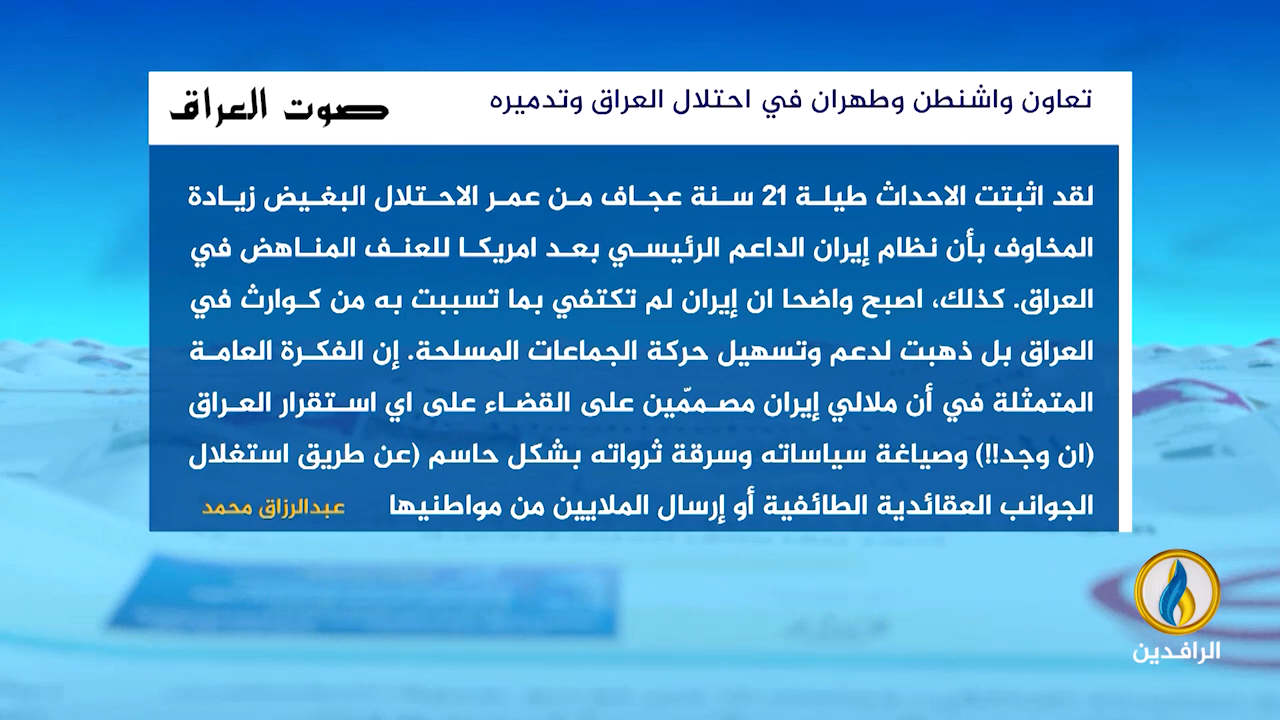 تعاون واشنطن وطهران في احتلال العراق وتدميره
صوت العراق
لقد اثبتت الاحداث طيلة 21 سنة عجاف من عمر الاحتلال البغيض زيادة
المخاوف بأن نظام إيران الداعم الرئيسي بعد امريكا للعنف المناهض في
العراق. كذلك، اصبح واضحا ان إيران لم تكتفي بما تسببت به من كوارث في
العراق بل ذهبت لدعم وتسهيل حركة الجماعات المسلحة. إن الفكرة العامة
المتمثلة في أن ملالي إيران مصممّين على القضاء على اي استقرار العراق
(ان وجد!!) وصياغة سياساته وسرقة ثرواته بشكل حاسم (عن طريق استغلال
الجوانب العقائدية الطائفية أو إرسال الملايين من مواطنيها
عبدالرزاق محمد
الرافدين